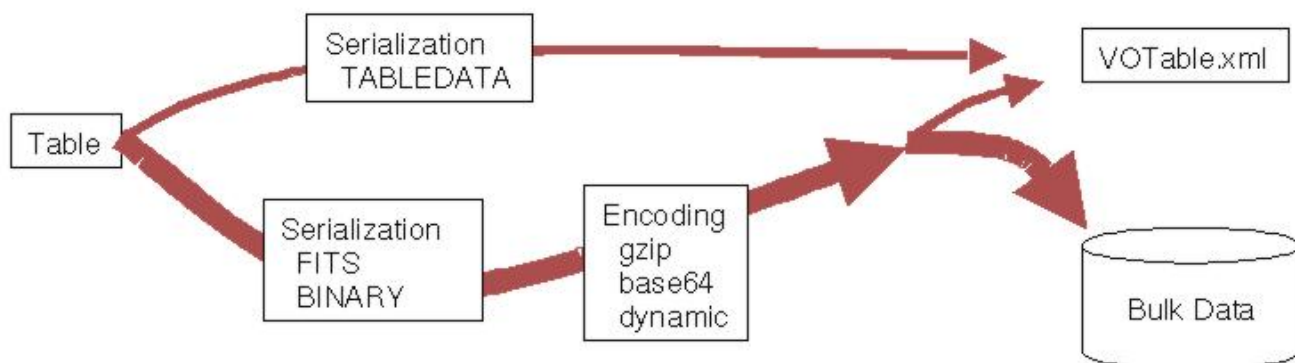 Table
Serialization
TABLEDATA
VOTable.xml
Serialization
FITS
BINARY
Encoding
gzip
base64
dynamic
Bulk Data